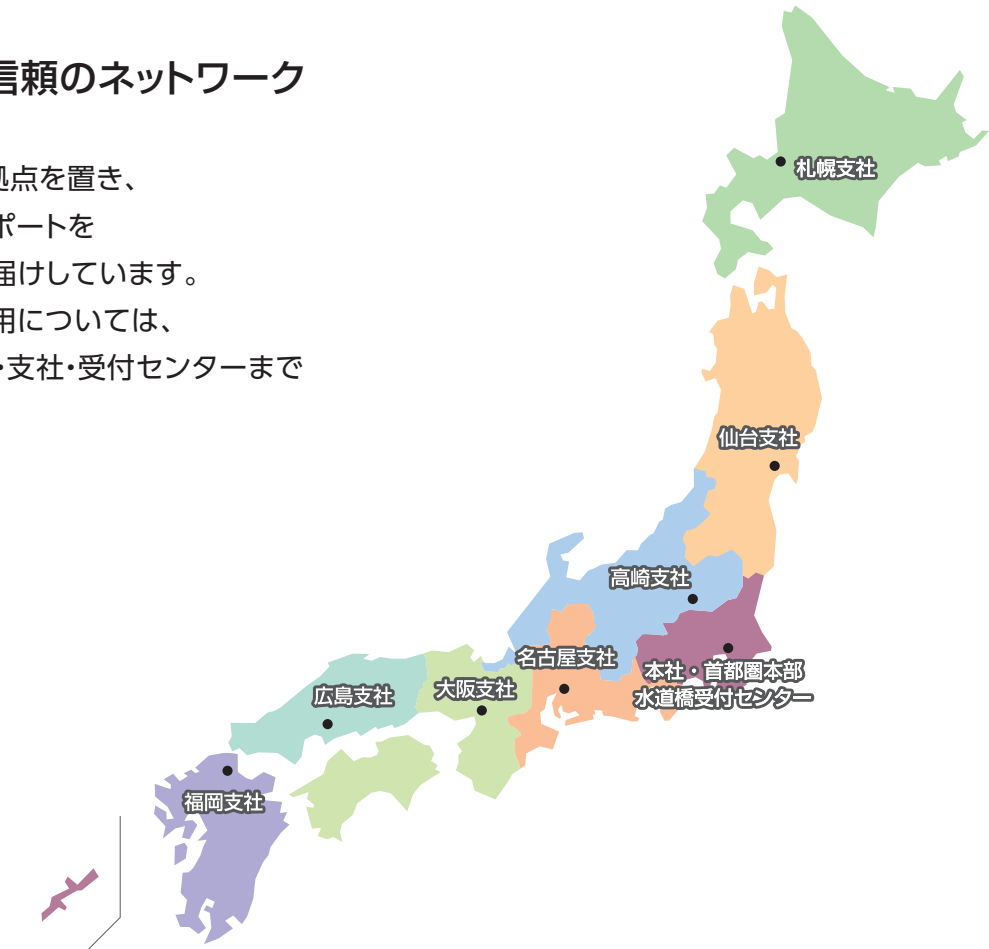 信頼のネットワーク
拠点を置き、
ポートを
届けしています。
用については、
・支社・受付センターまで
札幌支社
仙台支社
高崎支社
名古屋支社
本社・首都圏本部
水道橋受付センター
大阪支社
広島支社
福岡支社